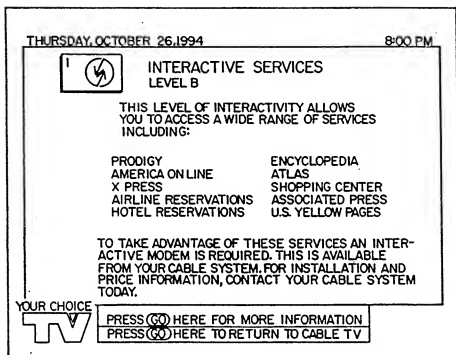 THURSDAY, OCTOBER 26, 1994 8:00 PM
1
INTERACTIVE SERVICES
LEVEL B
THIS LEVEL OF INTERACTIVITY ALLOWS
YOU TO ACCESS A WIDE RANGE OF SERVICES
INCLUDING:
PRODIGY ENCYCLOPEDIA
AMERICA ON LINE ATLAS
X PRESS SHOPPING CENTER
AIRLINE RESERVATIONS ASSOCIATED PRESS
HOTEL RESERVATIONS U.S. YELLOW PAGES
TO TAKE ADVANTAGE OF THESE SERVICES AN INTER-
ACTIVE MODEM IS REQUIRED. THIS IS AVAILABLE
FROM YOUR CABLE SYSTEM. FOR INSTALLATION AND
PRICE INFORMATION, CONTACT YOUR CABLE SYSTEM
TODAY.
YOUR CHOICE
TV
PRESS GO HERE FOR MORE INFORMATION
PRESS GO HERE TO RETURN TO CABLE TV